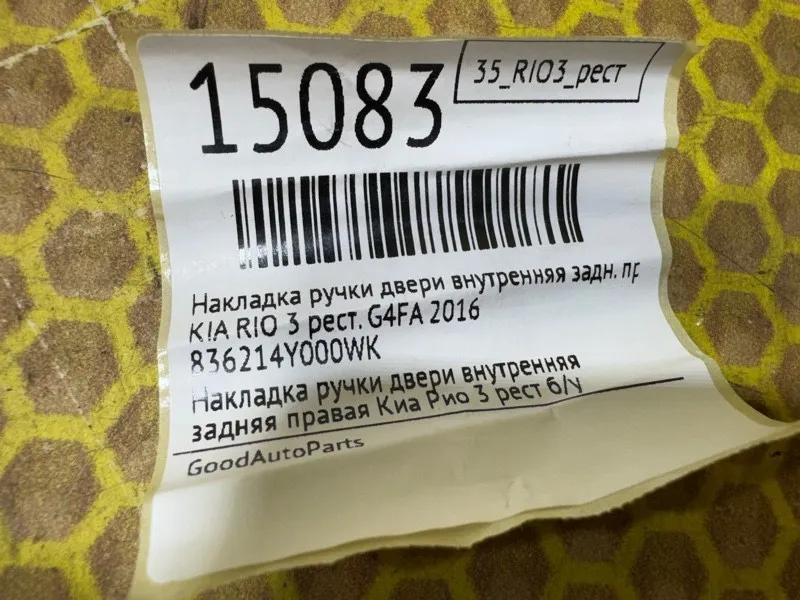 15083
35_RIO3_рест
Накладка ручки двери внутренняя задн. пр
KIA RIO 3 рест. G4FA 2016
836214Y000WK
Накладка ручки двери внутренняя
задняя правая Киа Рио 3 рест б/у
GoodAutoParts